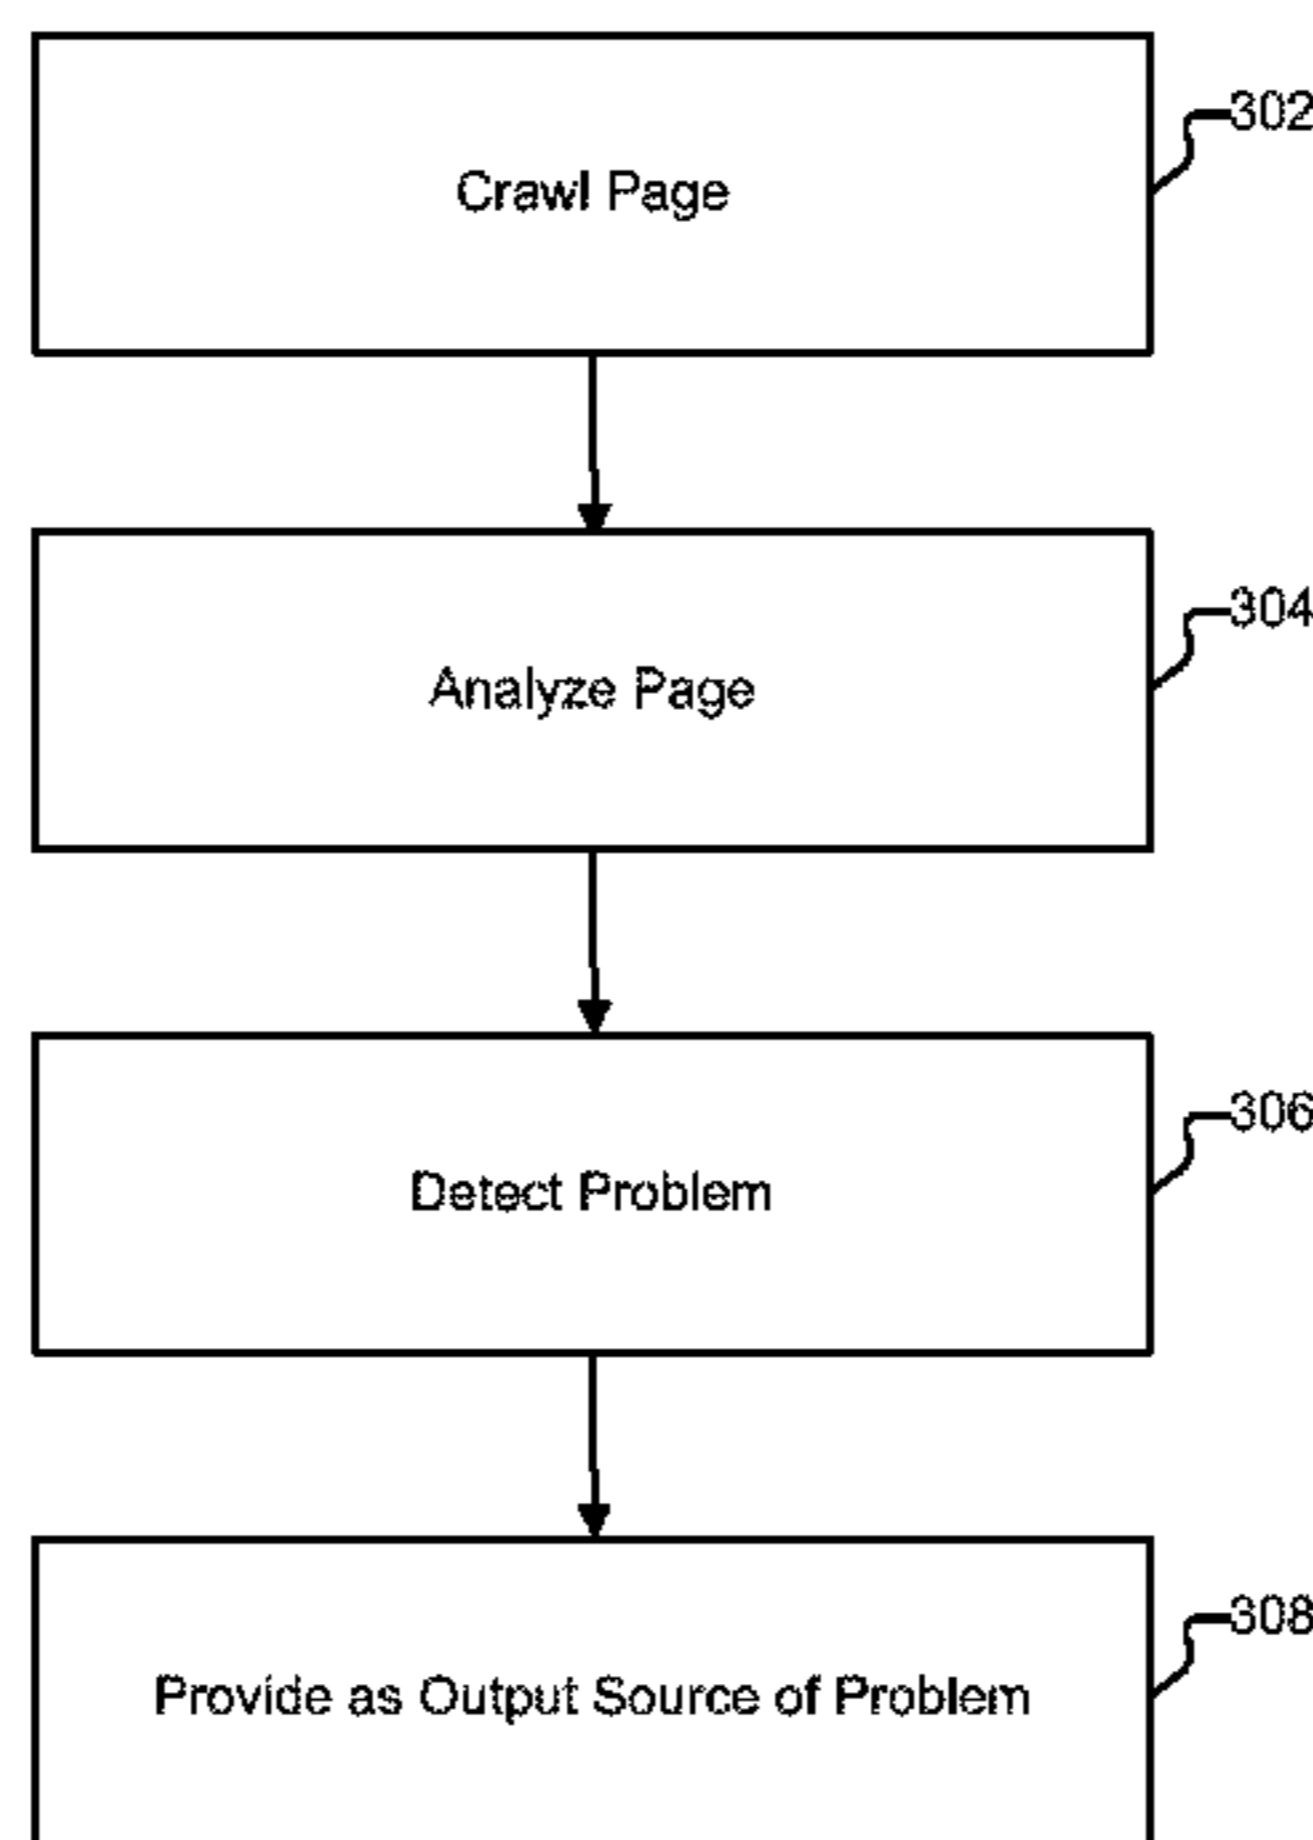 302
Crawl Page
304
Analyze Page
306
Detect Problem
308
Provide as Output Source of Problem